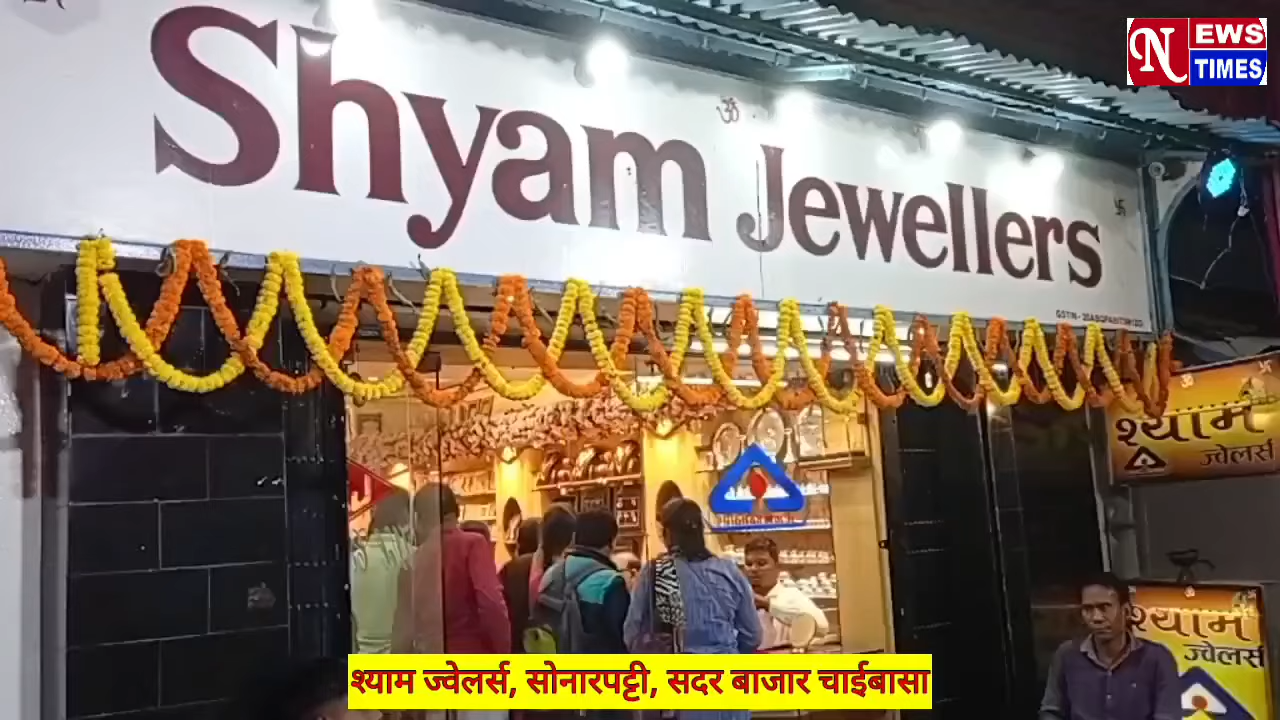 N EWS
TIMES
ॐ
Shyam Jewellers
श्याम
ज्वेलर्स
श्याम
ज्वेलर्स
श्याम ज्वेलर्स, सोनारपट्टी, सदर बाजार चाईबासा